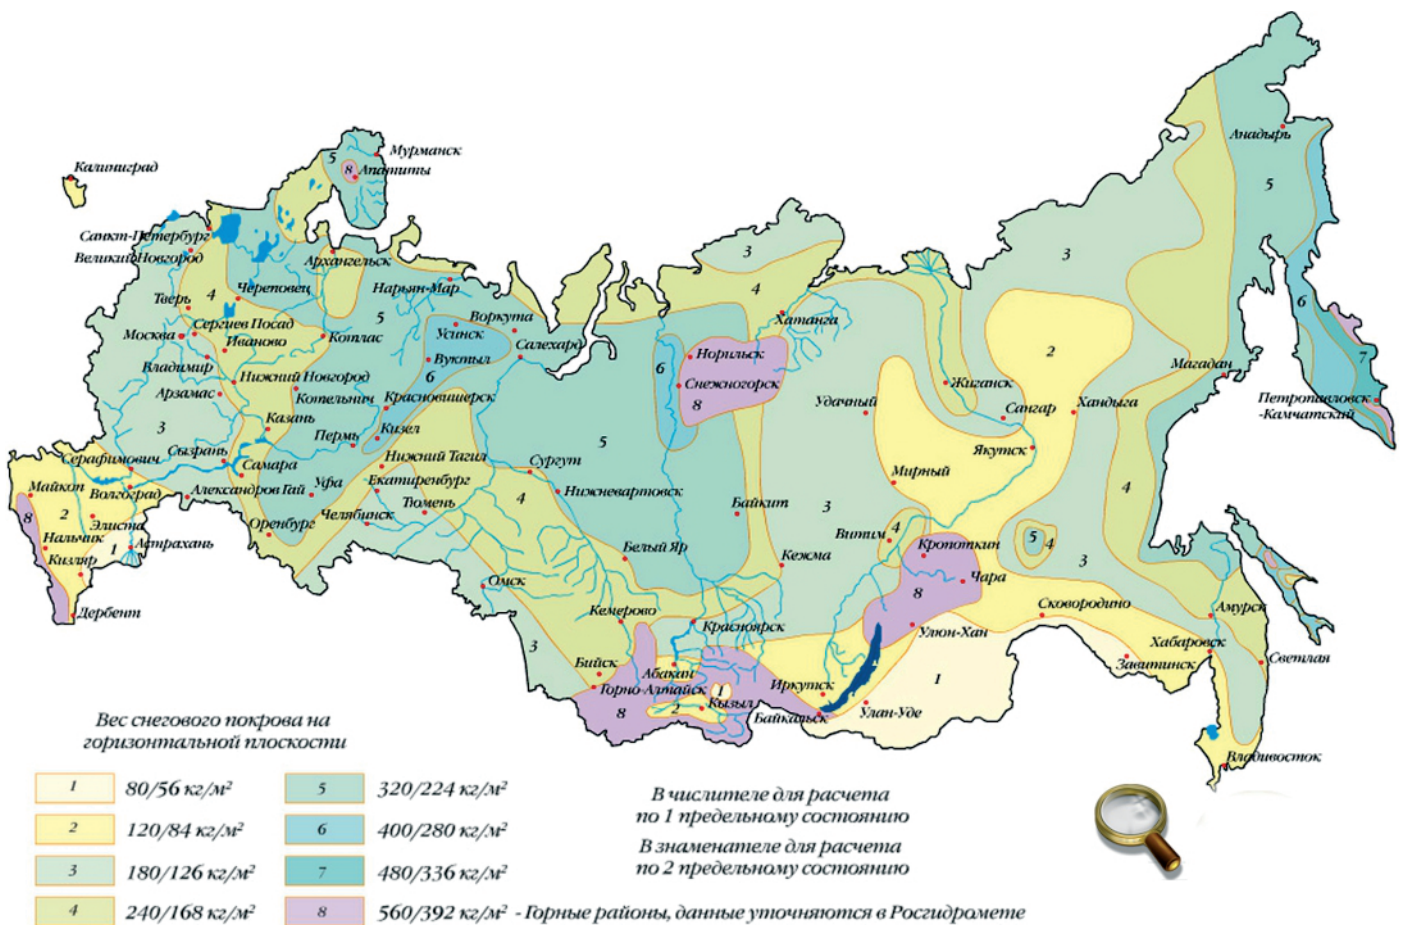 Калининград
Мурманск
5
8
Апатиты
Анадырь
Санкт-Петербург
Великий Новгород
Архангельск
3
3
5
Нарьян-Мар
4
Череповец
4
Тверь
Сергиев Посад
5
Воркута
Хатанга
6
Москва
Иваново
Котлас
Усинск
Салехард
Норильск
2
7
Владимир
Вуктыл
6
Магадан
Нижний Новгород
6
Снежногорск
Жиганск
Арзамас
Котельнич
Красновишерск
8
Удачный
Сангар
Хандыга
Петропавловск
-Камчатский
3
Казань
Пермь
Кизел
5
Серафимович
Сызрань
Самара
Нижний Тагил
Сургут
Якутск
Майкоп
Волгоград
Александров Гай
Уфа
Екатиренбург
Нижневартовск
Мирный
4
8
2
Элиста
Оренбург
Челябинск
Тюмень
4
Байкит
3
Нальчик
1
Астрахань
Витим
4
5
4
Кизляр
Белый Яр
Кежма
Кропоткин
3
Омск
Чара
8
Дербент
Кемерово
Красноярск
Улюн-Хан
Сковородино
Амурск
3
Хабаровск
Бийск
Абакан
Завитинск
Светлая
Горно-Алтайск
1
Иркутск
1
8
2
Кызыл
Байкальск
Улан-Уде
Владивосток
Вес снегового покрова на
горизонтальной плоскости
1 80/56 кг/м²
2 120/84 кг/м²
3 180/126 кг/м²
4 240/168 кг/м²
5 320/224 кг/м²
6 400/280 кг/м²
7 480/336 кг/м²
8 560/392 кг/м² - Горные районы, данные уточняются в Росгидромете
В числителе для расчета
по 1 предельному состоянию
В знаменателе для расчета
по 2 предельному состоянию